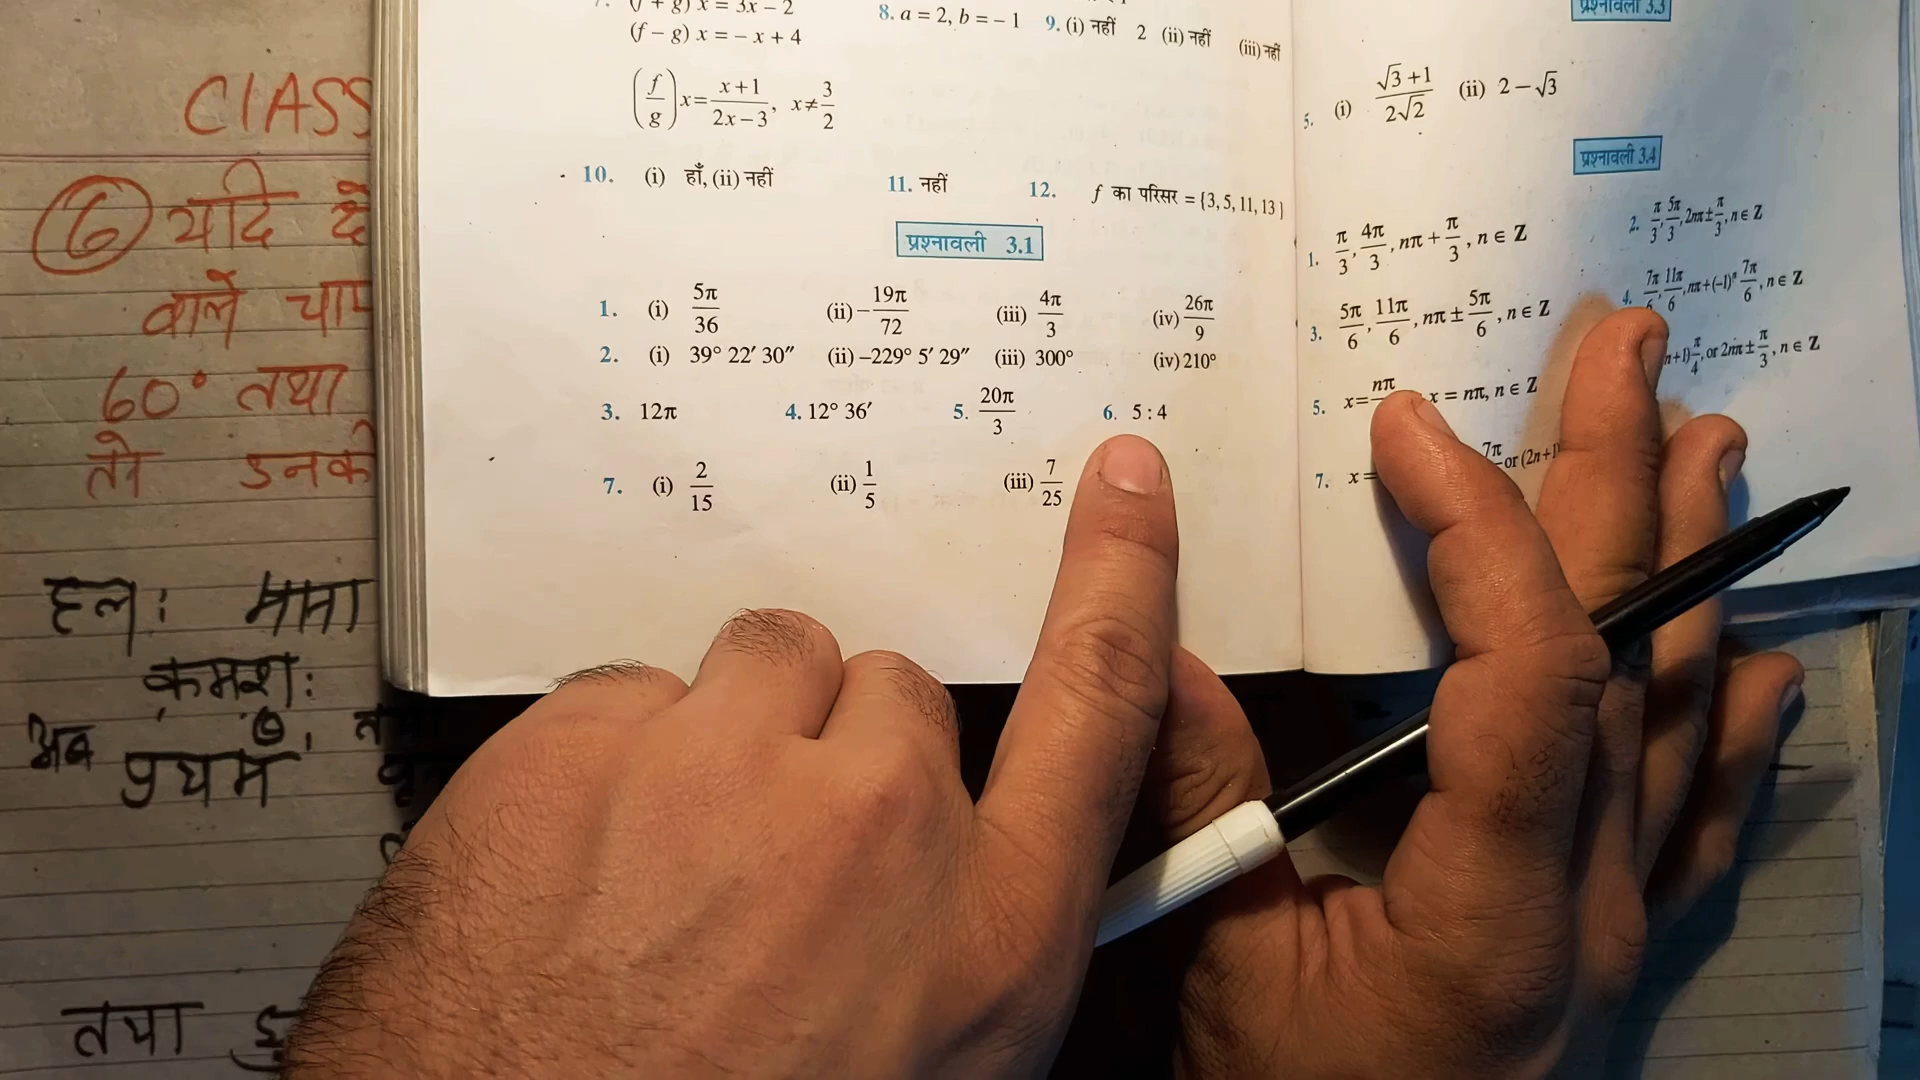 CLASS
⑥ यदि
वाले चाप
60° तथा
तो उनकी
हल:
क्रमश:
अब प्रथम
तथा
(f + g) x = 3x − 2
(f − g) x = − x + 4
(f/g) x = (x + 1)/(2x − 3), x ≠ 3/2
8. a = 2, b = − 1 9. (i) नहीं 2 (ii) नहीं (iii) नहीं
10. (i) हाँ, (ii) नहीं 11. नहीं 12. f का परिसर = {3, 5, 11, 13 }
प्रश्नावली 3.1
1. (i) 5π/36 (ii) −19π/72 (iii) 4π/3 (iv) 26π/9
2. (i) 39° 22′ 30″ (ii) −229° 5′ 29″ (iii) 300° (iv) 210°
3. 12π 4. 12° 36′ 5. 20π/3 6. 5 : 4
7. (i) 2/15 (ii) 1/5 (iii) 7/25
प्रश्नावली 3.3
5. (i) (√3 + 1)/(2√2) (ii) 2 − √3
प्रश्नावली 3.4
1. π/3, 4π/3, nπ + π/3, n ∈ Z 2. π/3, 5π/3, 2nπ ± π/3, n ∈ Z
3. 5π/6, 11π/6, nπ ± 5π/6, n ∈ Z 4. 7π/6, 11π/6, nπ + (−1)ⁿ 7π/6, n ∈ Z
5. x = nπ x = nπ, n ∈ Z n+1) π/4, or 2nπ ± π/3, n ∈ Z
7. x = 7π or (2n+1)